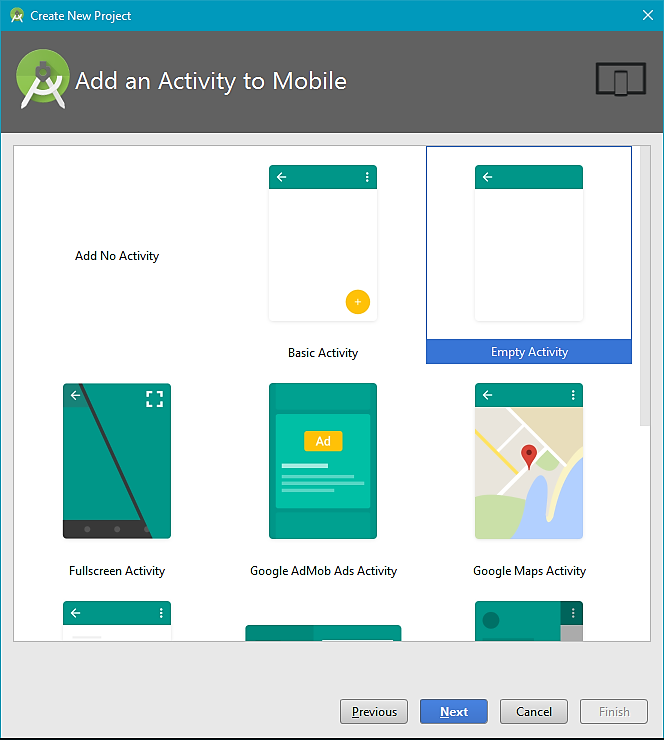 Create New Project
Add an Activity to Mobile
Add No Activity
Basic Activity
Empty Activity
Ad
Fullscreen Activity
Google AdMob Ads Activity
Google Maps Activity
Previous
Next
Cancel
Finish